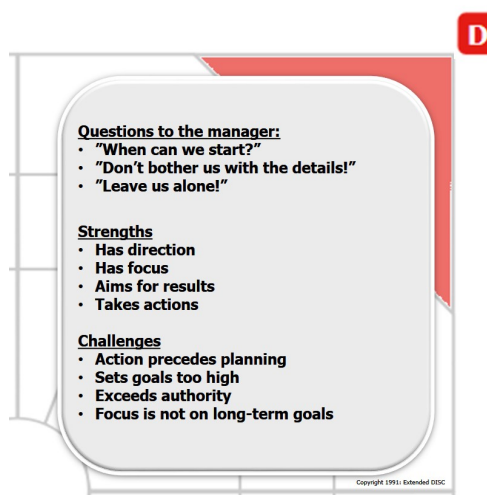 D
Questions to the manager:
• ”When can we start?”
• ”Don’t bother us with the details!”
• ”Leave us alone!”
Strengths
• Has direction
• Has focus
• Aims for results
• Takes actions
Challenges
• Action precedes planning
• Sets goals too high
• Exceeds authority
• Focus is not on long-term goals
Copyright 1991: Extended DISC